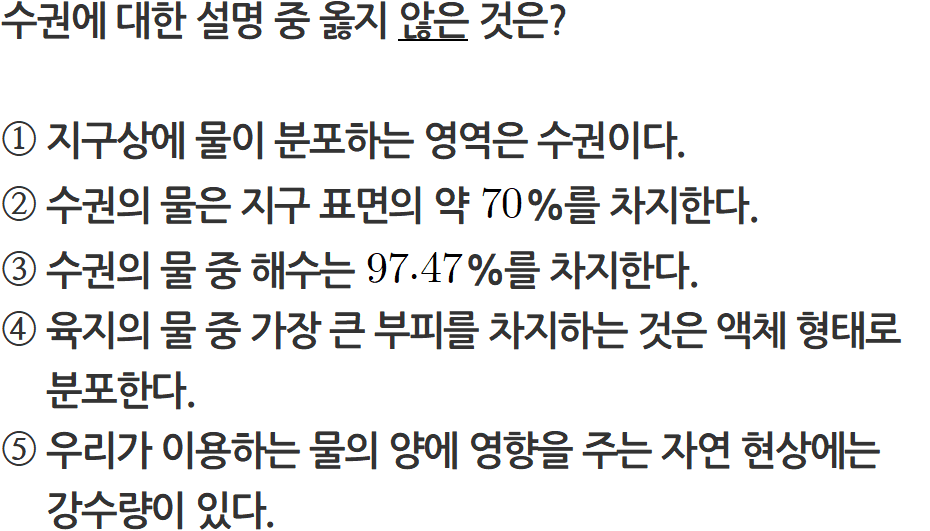 수권에 대한 설명 중 옳지 않은 것은?
① 지구상에 물이 분포하는 영역은 수권이다.
② 수권의 물은 지구 표면의 약 70%를 차지한다.
③ 수권의 물 중 해수는 97.47%를 차지한다.
④ 육지의 물 중 가장 큰 부피를 차지하는 것은 액체 형태로
분포한다.
⑤ 우리가 이용하는 물의 양에 영향을 주는 자연 현상에는
강수량이 있다.